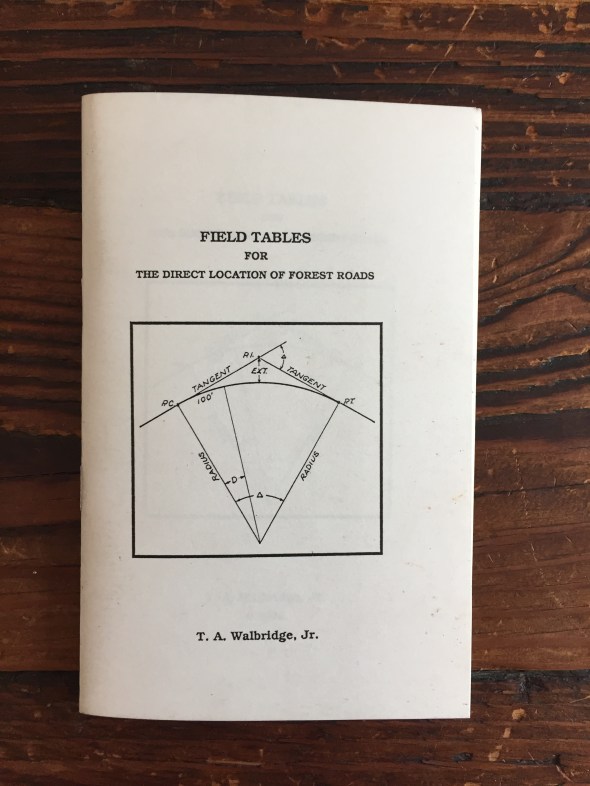 FIELD TABLES
FOR
THE DIRECT LOCATION OF FOREST ROADS
P.I.
Δ
TANGENT
EXT.
TANGENT
P.C.
100'
P.T.
RADIUS
D
Δ
RADIUS
T. A. Walbridge, Jr.